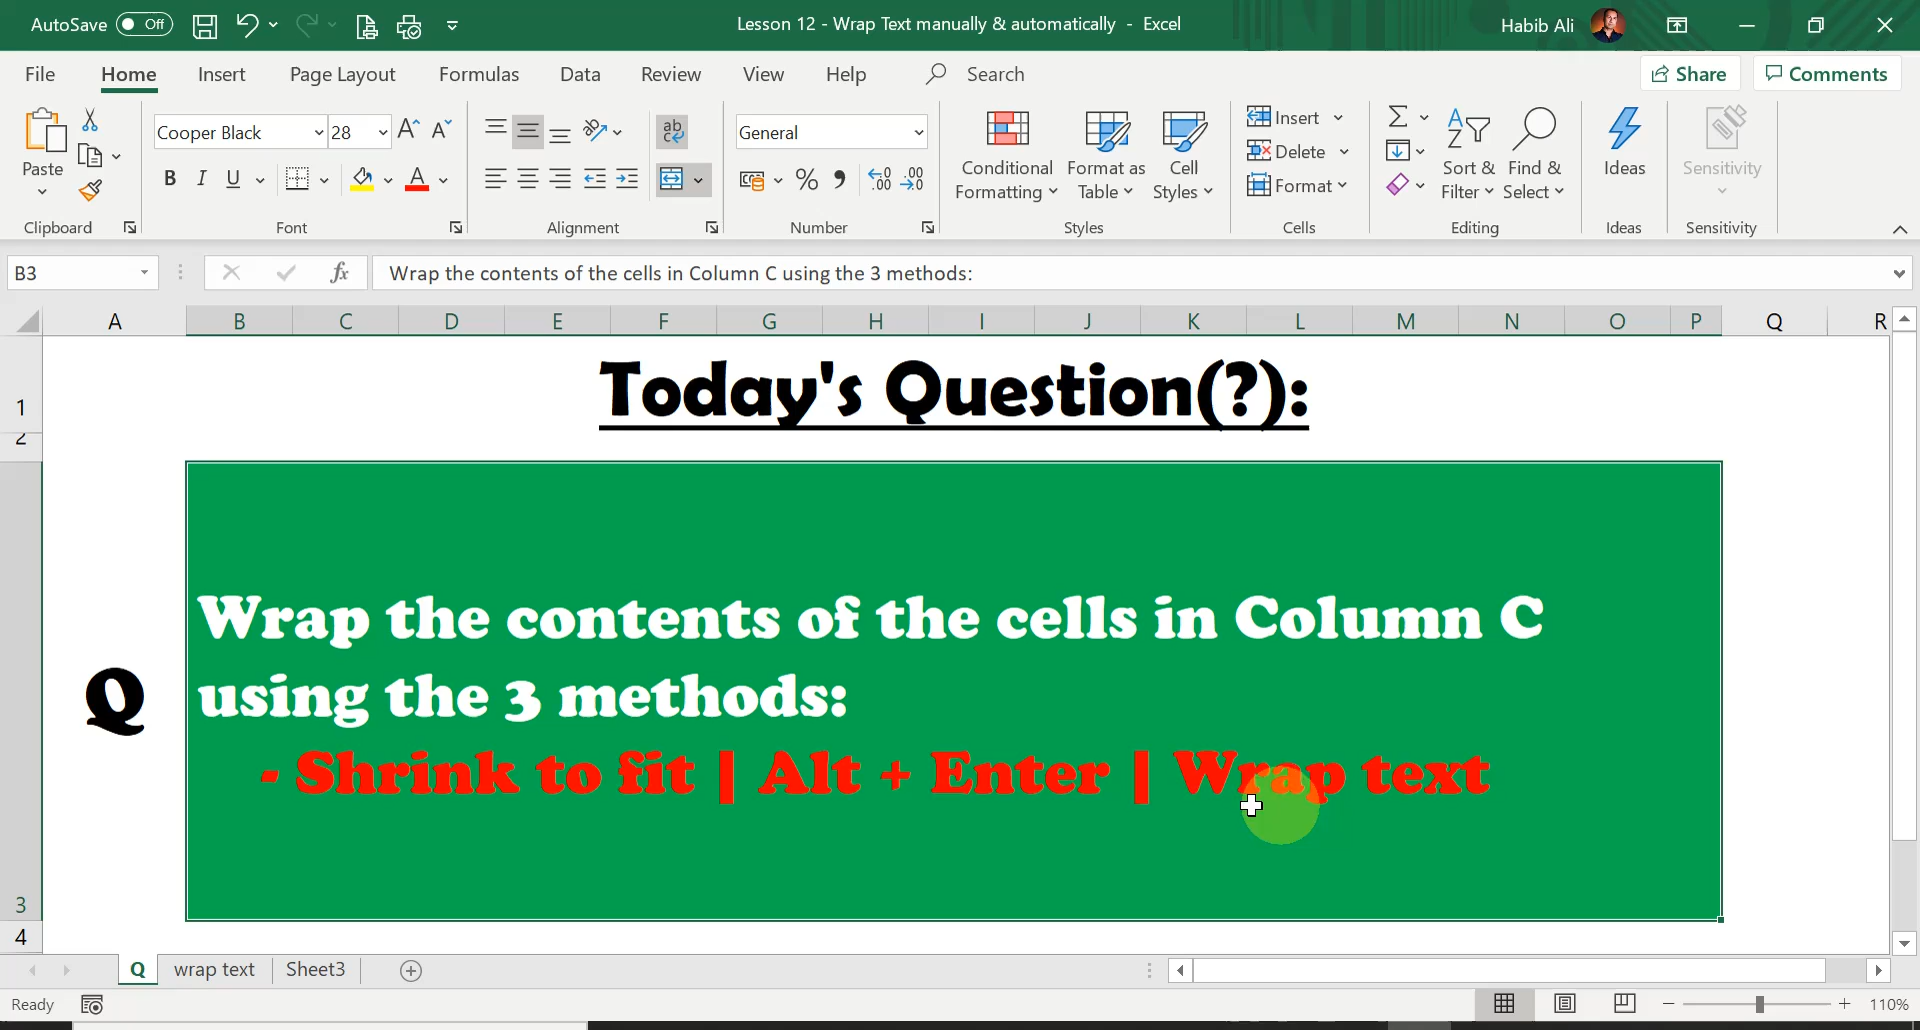 AutoSave Off Lesson 12 - Wrap Text manually & automatically - Excel Habib Ali
File Home Insert Page Layout Formulas Data Review View Help Search Share Comments
Paste
Clipboard
Cooper Black 28
B I U A
Font
ab
Alignment
General
% .00
Number
Conditional Formatting
Format as Table
Cell Styles
Styles
Insert
Delete
Format
Cells
Sort & Filter
Find & Select
Editing
Ideas
Ideas
Sensitivity
Sensitivity
B3 fx Wrap the contents of the cells in Column C using the 3 methods:
A B C D E F G H I J K L M N O P Q R
1 Today's Question(?):
2
Wrap the contents of the cells in Column C
Q using the 3 methods:
- Shrink to fit | Alt + Enter | Wrap text
3
4
Q wrap text Sheet3
Ready 110%